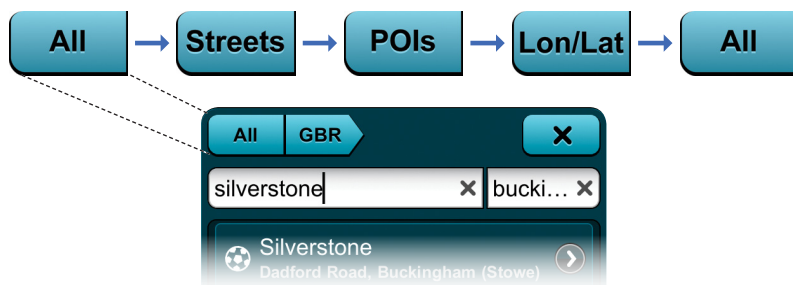 All Streets POIs Lon/Lat All
All GBR
silverstone bucki...
Silverstone
Dadford Road, Buckingham (Stowe)